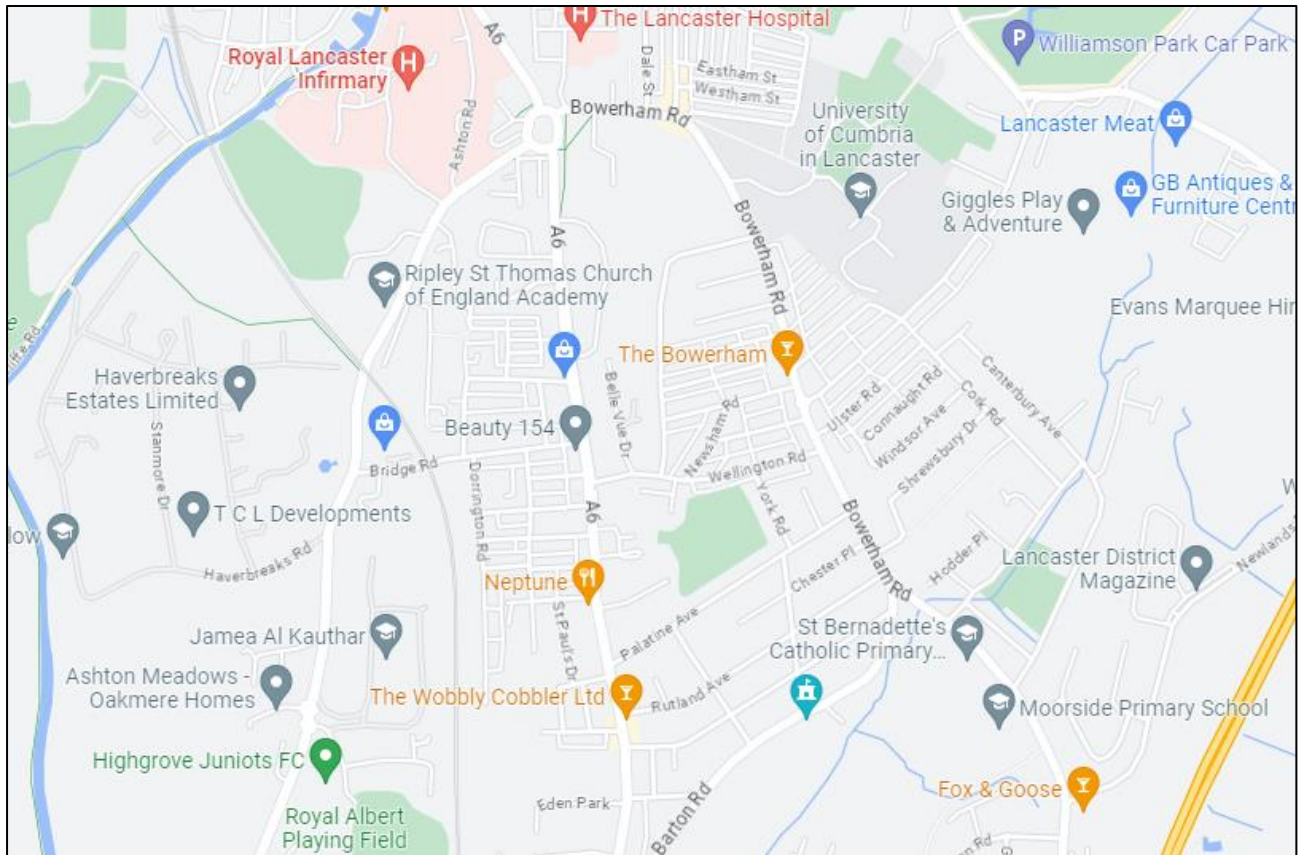 A6
H
The Lancaster Hospital
Royal Lancaster
Infirmary
H
Dale St
Eastham St
Westham St
P
Williamson Park Car Park
Bowerham Rd
Ashton Rd
University
of Cumbria
in Lancaster
Lancaster Meat
GB Antiques &
Furniture Centr
Giggles Play
& Adventure
A6
Bowerham Rd
Ripley St Thomas Church
of England Academy
Evans Marquee Hir
The Bowerham
Haverbreaks
Estates Limited
Belle Vue Dr
Canterbury Ave
Cork Rd
Connaught Rd
Ulster Rd
Windsor Ave
Shrewsbury Dr
Newsham Rd
Beauty 154
Stanmore Dr
Bridge Rd
Dorrington Rd
Wellington Rd
York Rd
T C L Developments
A6
Bowerham Rd
low
Haverbreaks Rd
Chester Pl
Hodder Pl
Lancaster District
Magazine
Newlands
Neptune
St Paul's Dr
Palatine Ave
Jamea Al Kauthar
St Bernadette's
Catholic Primary...
Ashton Meadows -
Oakmere Homes
The Wobbly Cobbler Ltd
Rutland Ave
Moorside Primary School
Highgrove Juniots FC
Fox & Goose
Eden Park
Barton Rd
Royal Albert
Playing Field